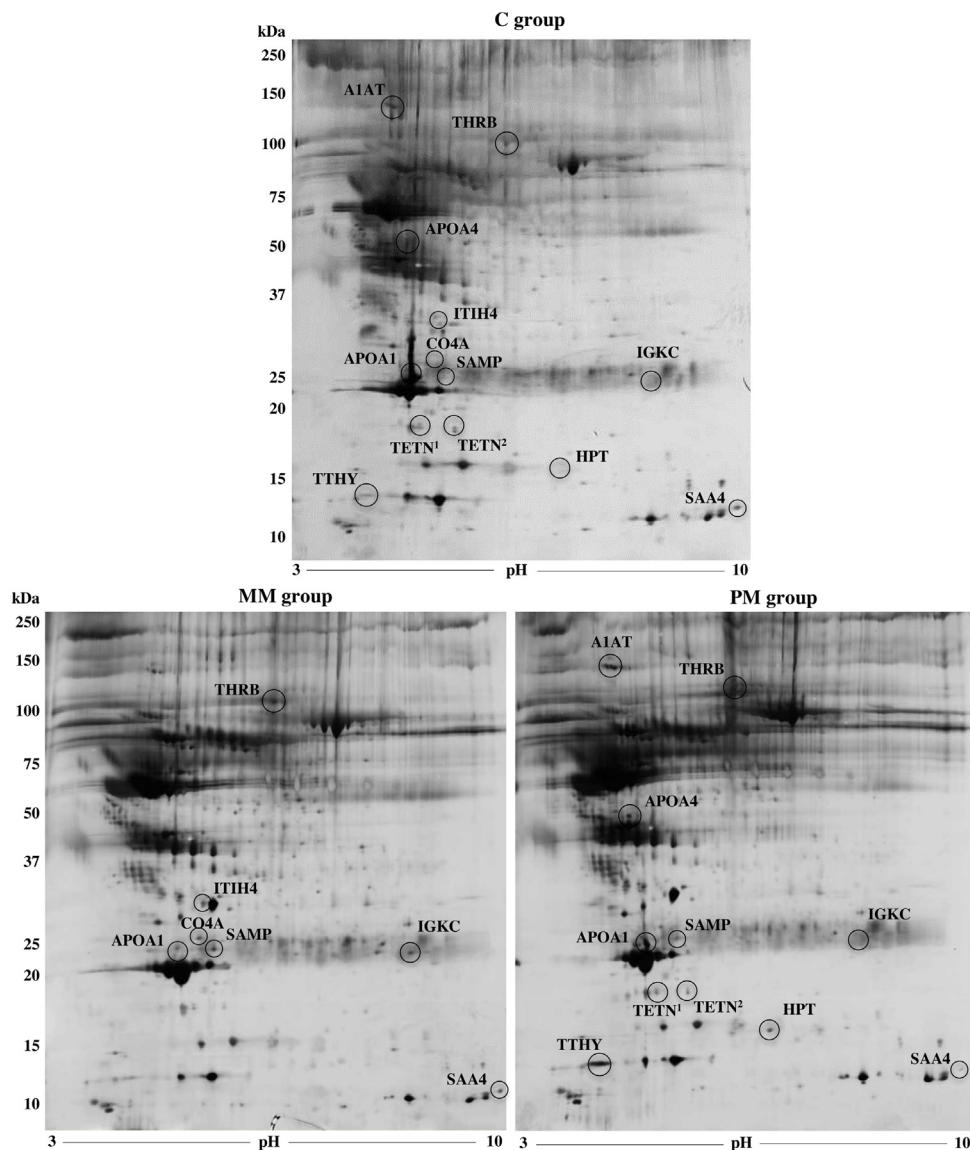 C group
kDa
250
150
A1AT
THRB
100
75
APOA4
50
37
ITIH4
CO4A
APOA1
SAMP
IGKC
25
20
TETN¹
TETN²
HPT
TTHY
15
SAA4
10
3
pH
10
MM group
kDa
250
150
THRB
100
75
50
37
ITIH4
CO4A
APOA1
SAMP
IGKC
25
20
15
SAA4
10
3
pH
10
PM group
A1AT
THRB
APOA4
APOA1
SAMP
IGKC
TETN¹
TETN²
HPT
TTHY
SAA4
3
pH
10